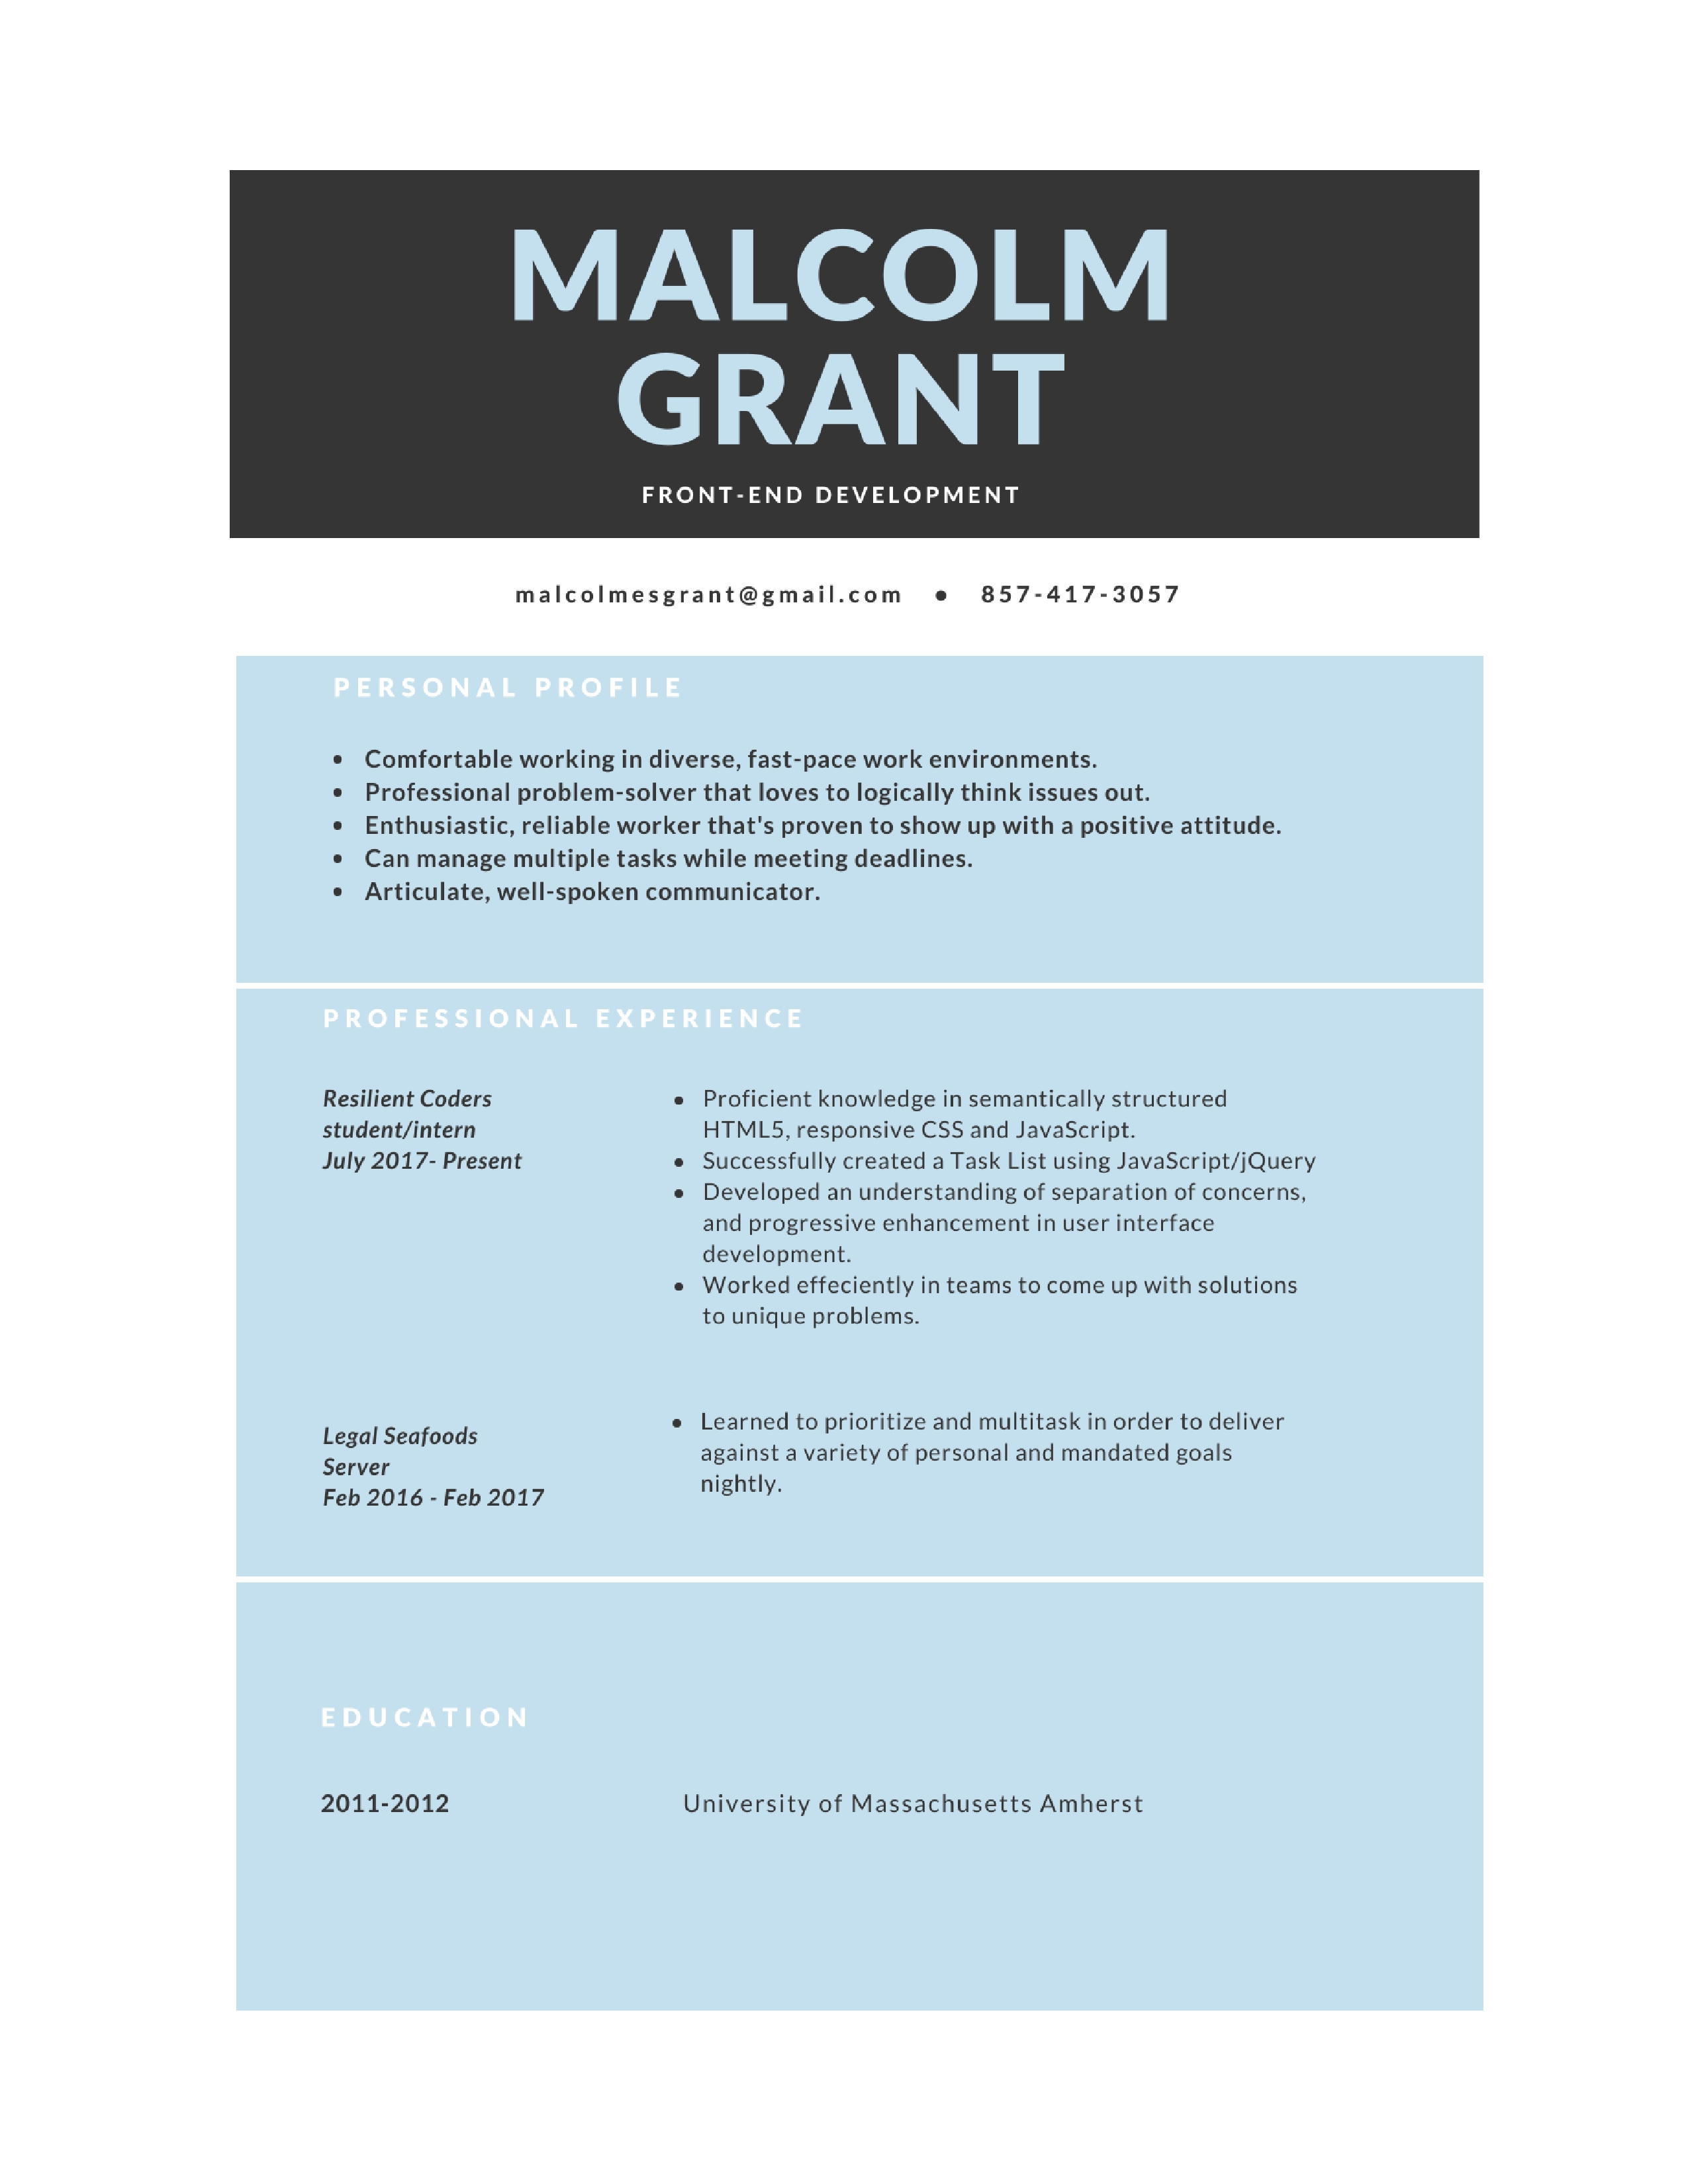 MALCOLM
GRANT
FRONT-END DEVELOPMENT
malcolmesgrant@gmail.com • 857-417-3057
PERSONAL PROFILE
• Comfortable working in diverse, fast-pace work environments.
• Professional problem-solver that loves to logically think issues out.
• Enthusiastic, reliable worker that's proven to show up with a positive attitude.
• Can manage multiple tasks while meeting deadlines.
• Articulate, well-spoken communicator.
PROFESSIONAL EXPERIENCE
Resilient Coders
student/intern
July 2017- Present
• Proficient knowledge in semantically structured
HTML5, responsive CSS and JavaScript.
• Successfully created a Task List using JavaScript/jQuery
• Developed an understanding of separation of concerns,
and progressive enhancement in user interface
development.
• Worked effeciently in teams to come up with solutions
to unique problems.
Legal Seafoods
Server
Feb 2016 - Feb 2017
• Learned to prioritize and multitask in order to deliver
against a variety of personal and mandated goals
nightly.
EDUCATION
2011-2012 University of Massachusetts Amherst